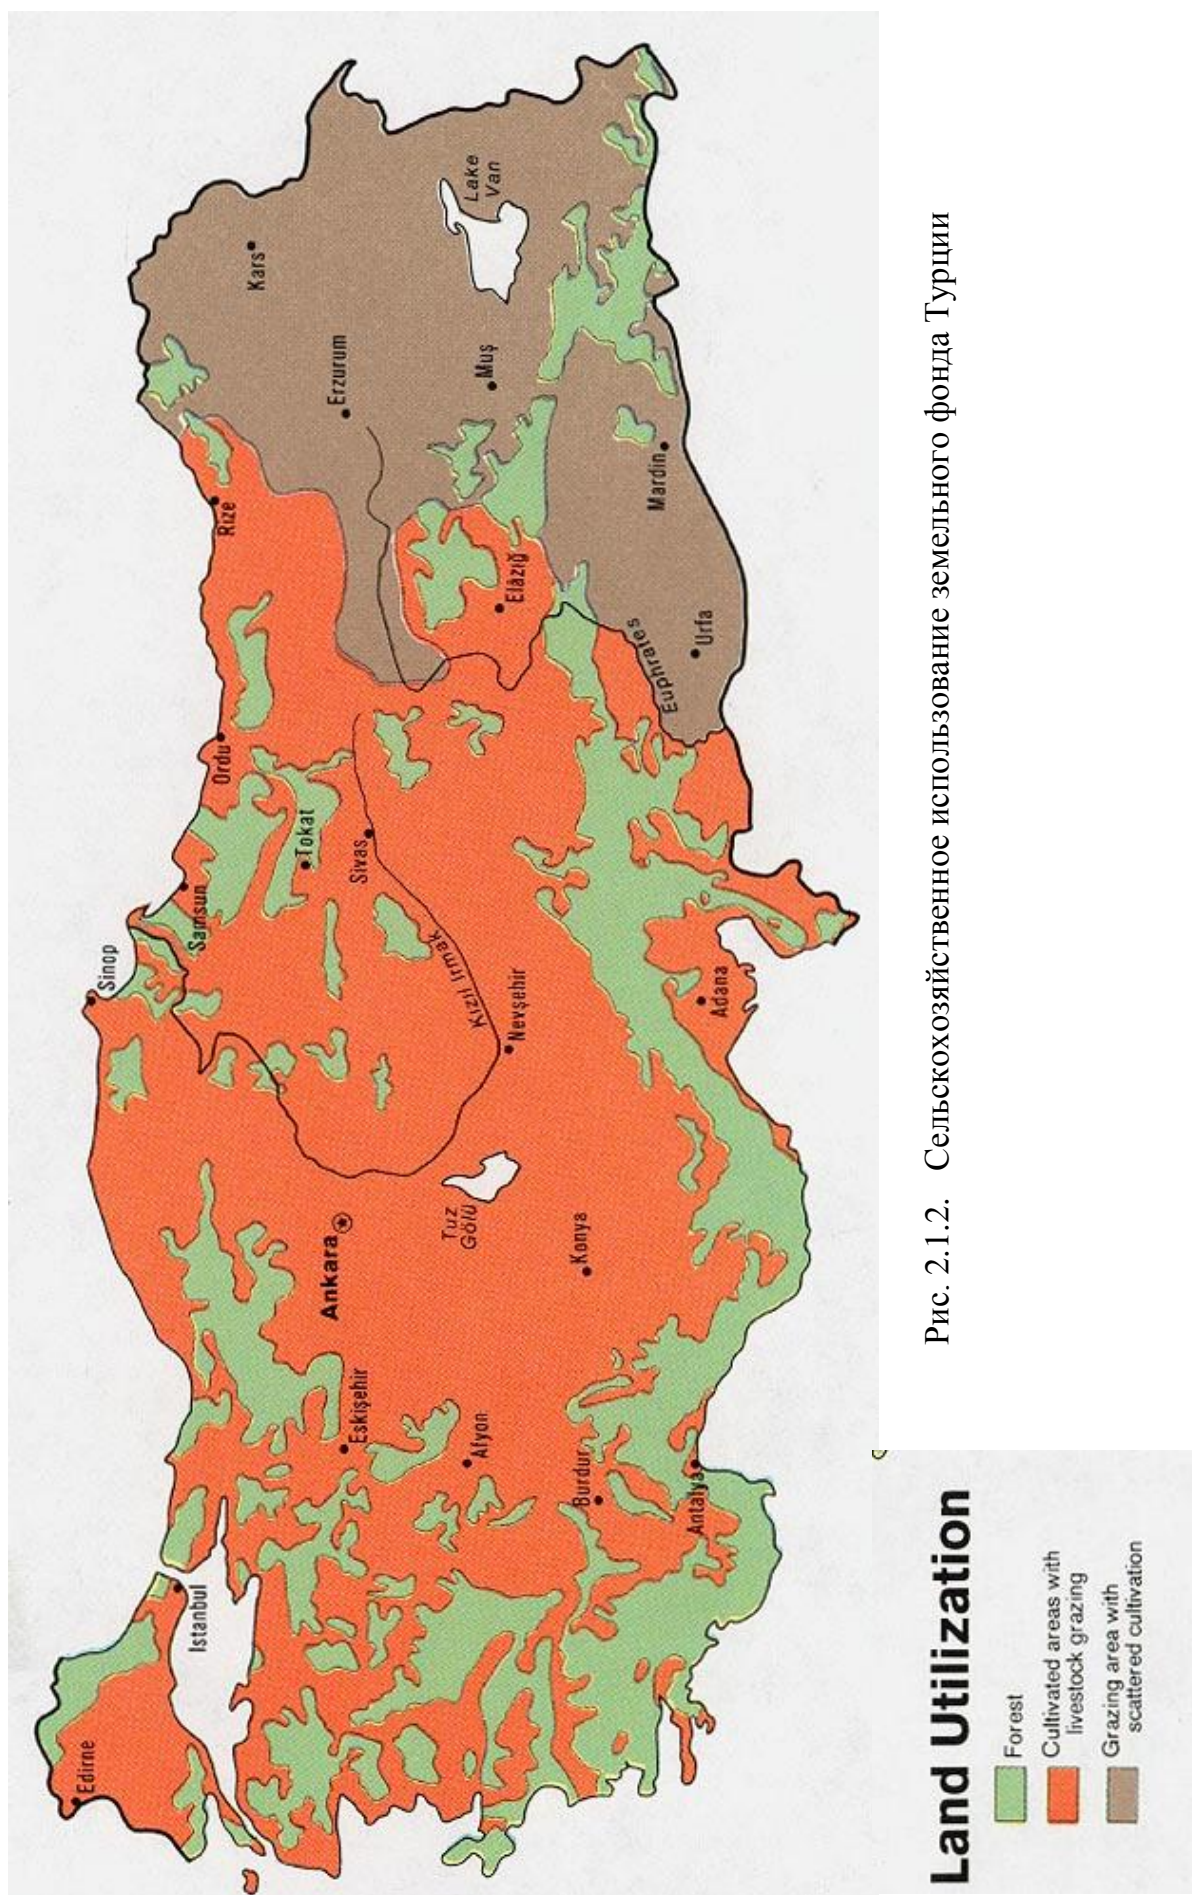 Edirne
Istanbul
Sinop
Samsun
Ordu
Rize
Kars
Erzurum
Tokat
Sivas
Ankara
Eskişehir
Kızıl Irmak
Tuz
Gölü
Nevşehir
Afyon
Burdur
Konya
Antalya
Adana
Elâzığ
Muş
Lake
Van
Euphrates
Urfa
Mardin
Land Utilization
Forest
Cultivated areas with
livestock grazing
Grazing area with
scattered cultivation
Рис. 2.1.2. Сельскохозяйственное использование земельного фонда Турции